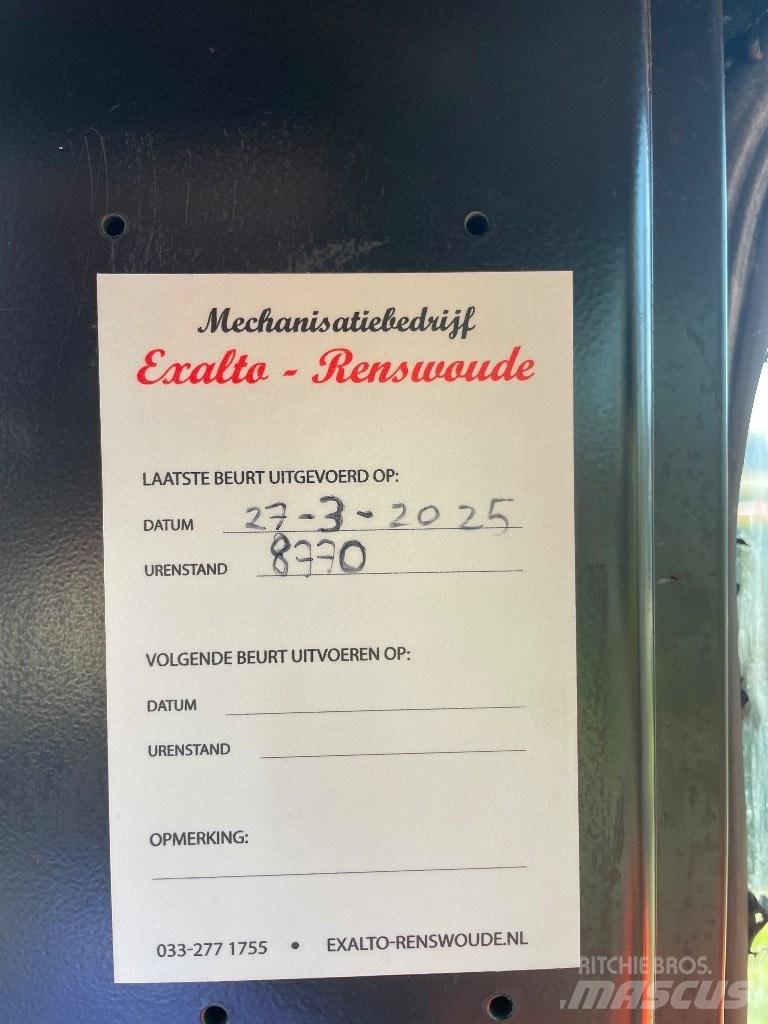 Mechanisatiebedrijf
Exalto - Renswoude
LAATSTE BEURT UITGEVOERD OP:
DATUM 27-3-2025
URENSTAND 8770
VOLGENDE BEURT UITVOEREN OP:
DATUM
URENSTAND
OPMERKING:
033-277 1755 • EXALTO-RENSWOUDE.NL
RITCHIE BROS.
MASCUS